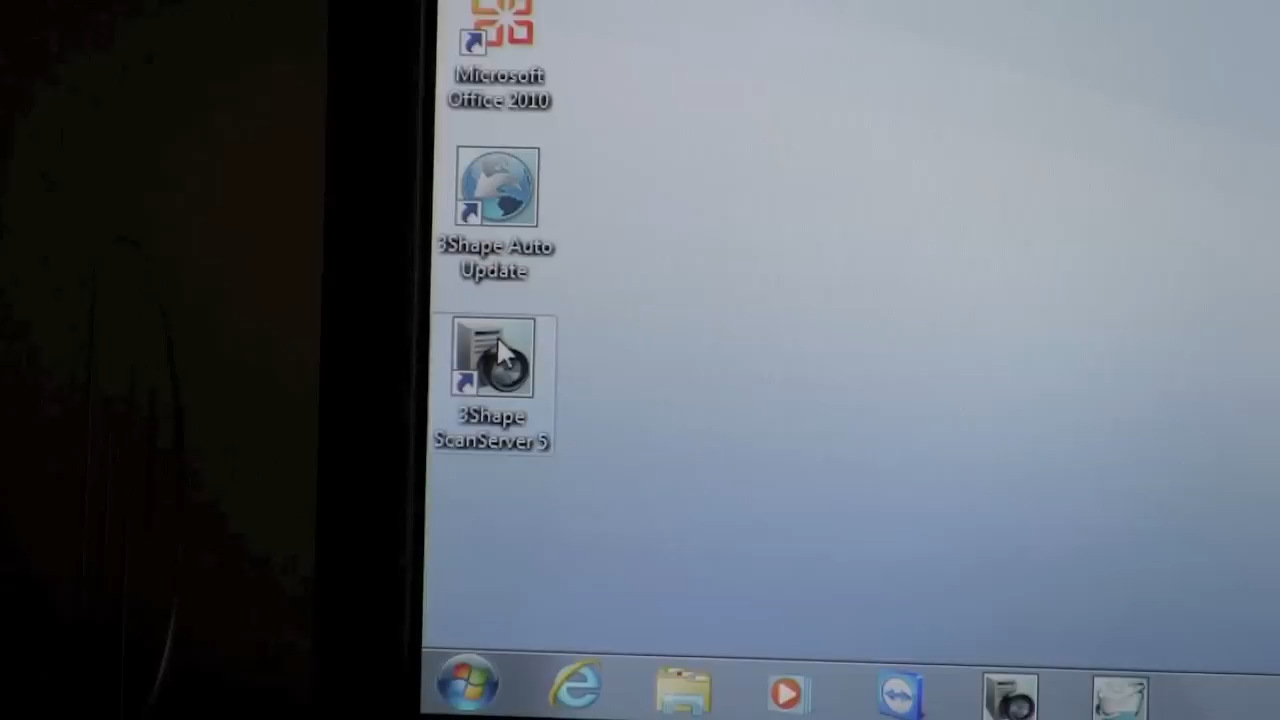 Microsoft
Office 2010
3Shape Auto
Update
3Shape
ScanServer 5